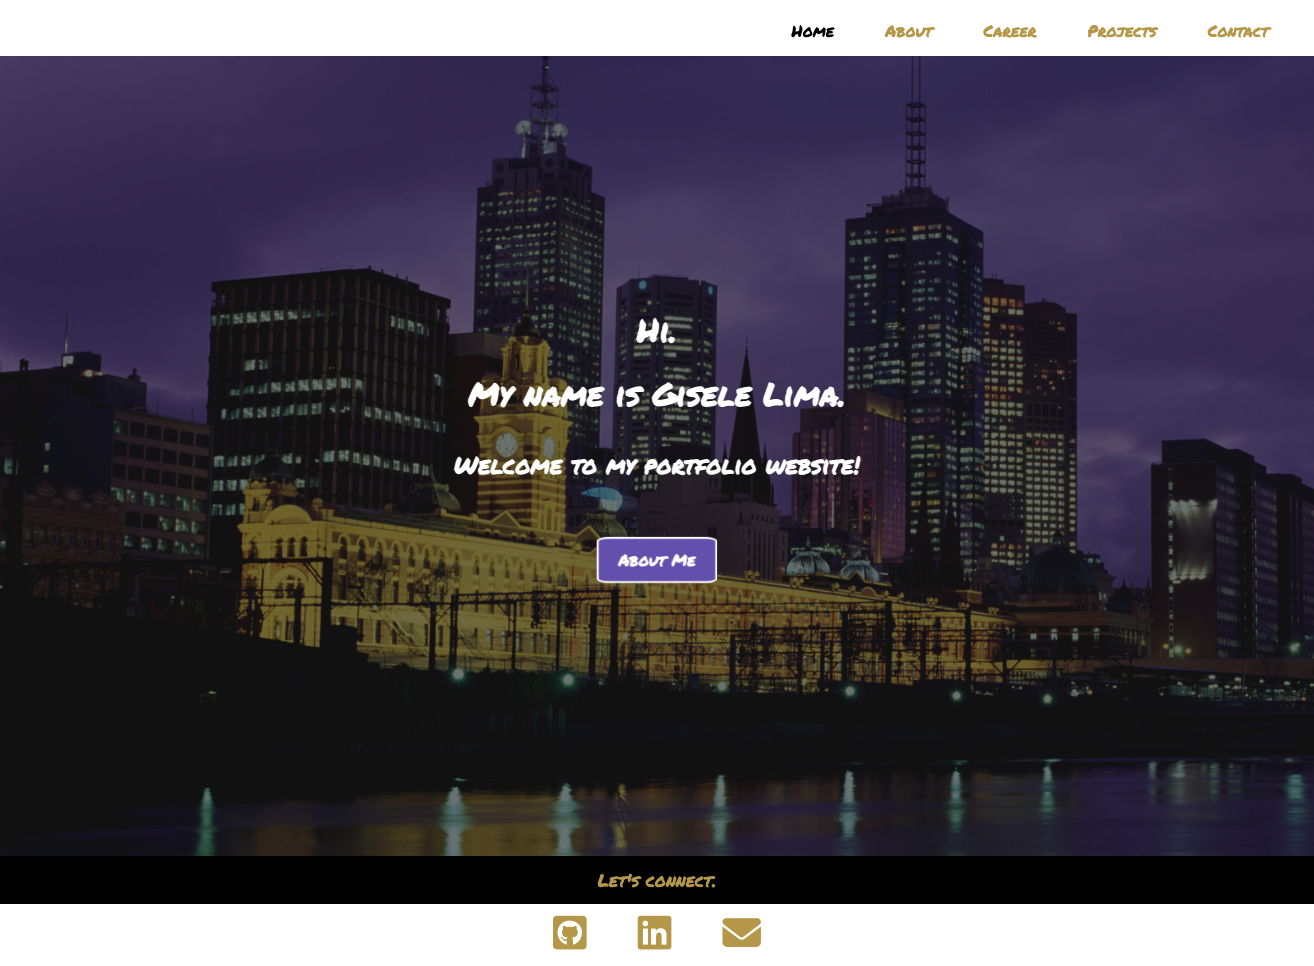 Home About Career Projects Contact
Hi.
My name is Gisele Lima.
Welcome to my portfolio website!
About Me
Let's connect.
in